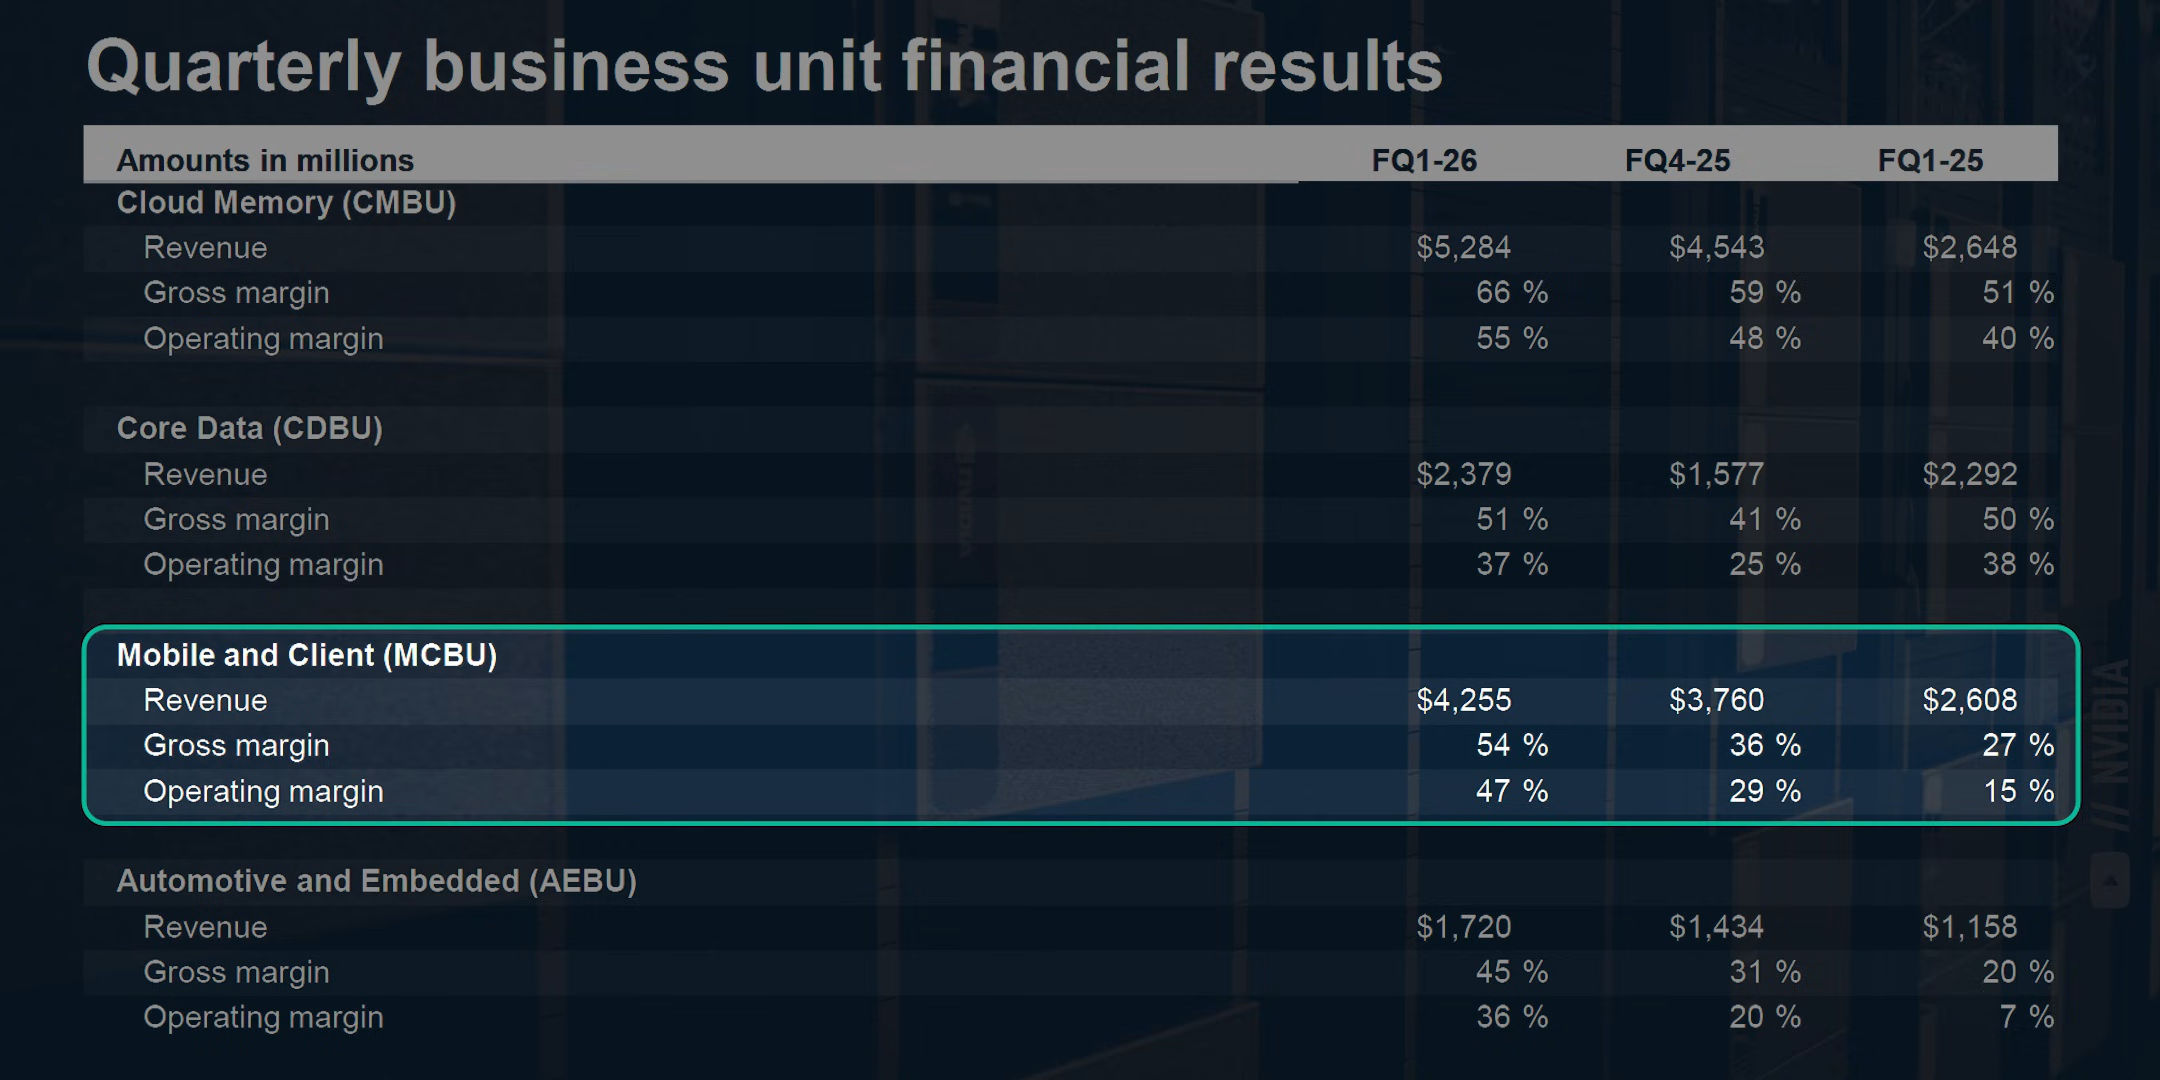 Quarterly business unit financial results
Amounts in millions FQ1-26 FQ4-25 FQ1-25
Cloud Memory (CMBU)
Revenue $5,284 $4,543 $2,648
Gross margin 66 % 59 % 51 %
Operating margin 55 % 48 % 40 %
Core Data (CDBU)
Revenue $2,379 $1,577 $2,292
Gross margin 51 % 41 % 50 %
Operating margin 37 % 25 % 38 %
Mobile and Client (MCBU)
Revenue $4,255 $3,760 $2,608
Gross margin 54 % 36 % 27 %
Operating margin 47 % 29 % 15 %
Automotive and Embedded (AEBU)
Revenue $1,720 $1,434 $1,158
Gross margin 45 % 31 % 20 %
Operating margin 36 % 20 % 7 %
// NVIDIA
NVIDIA